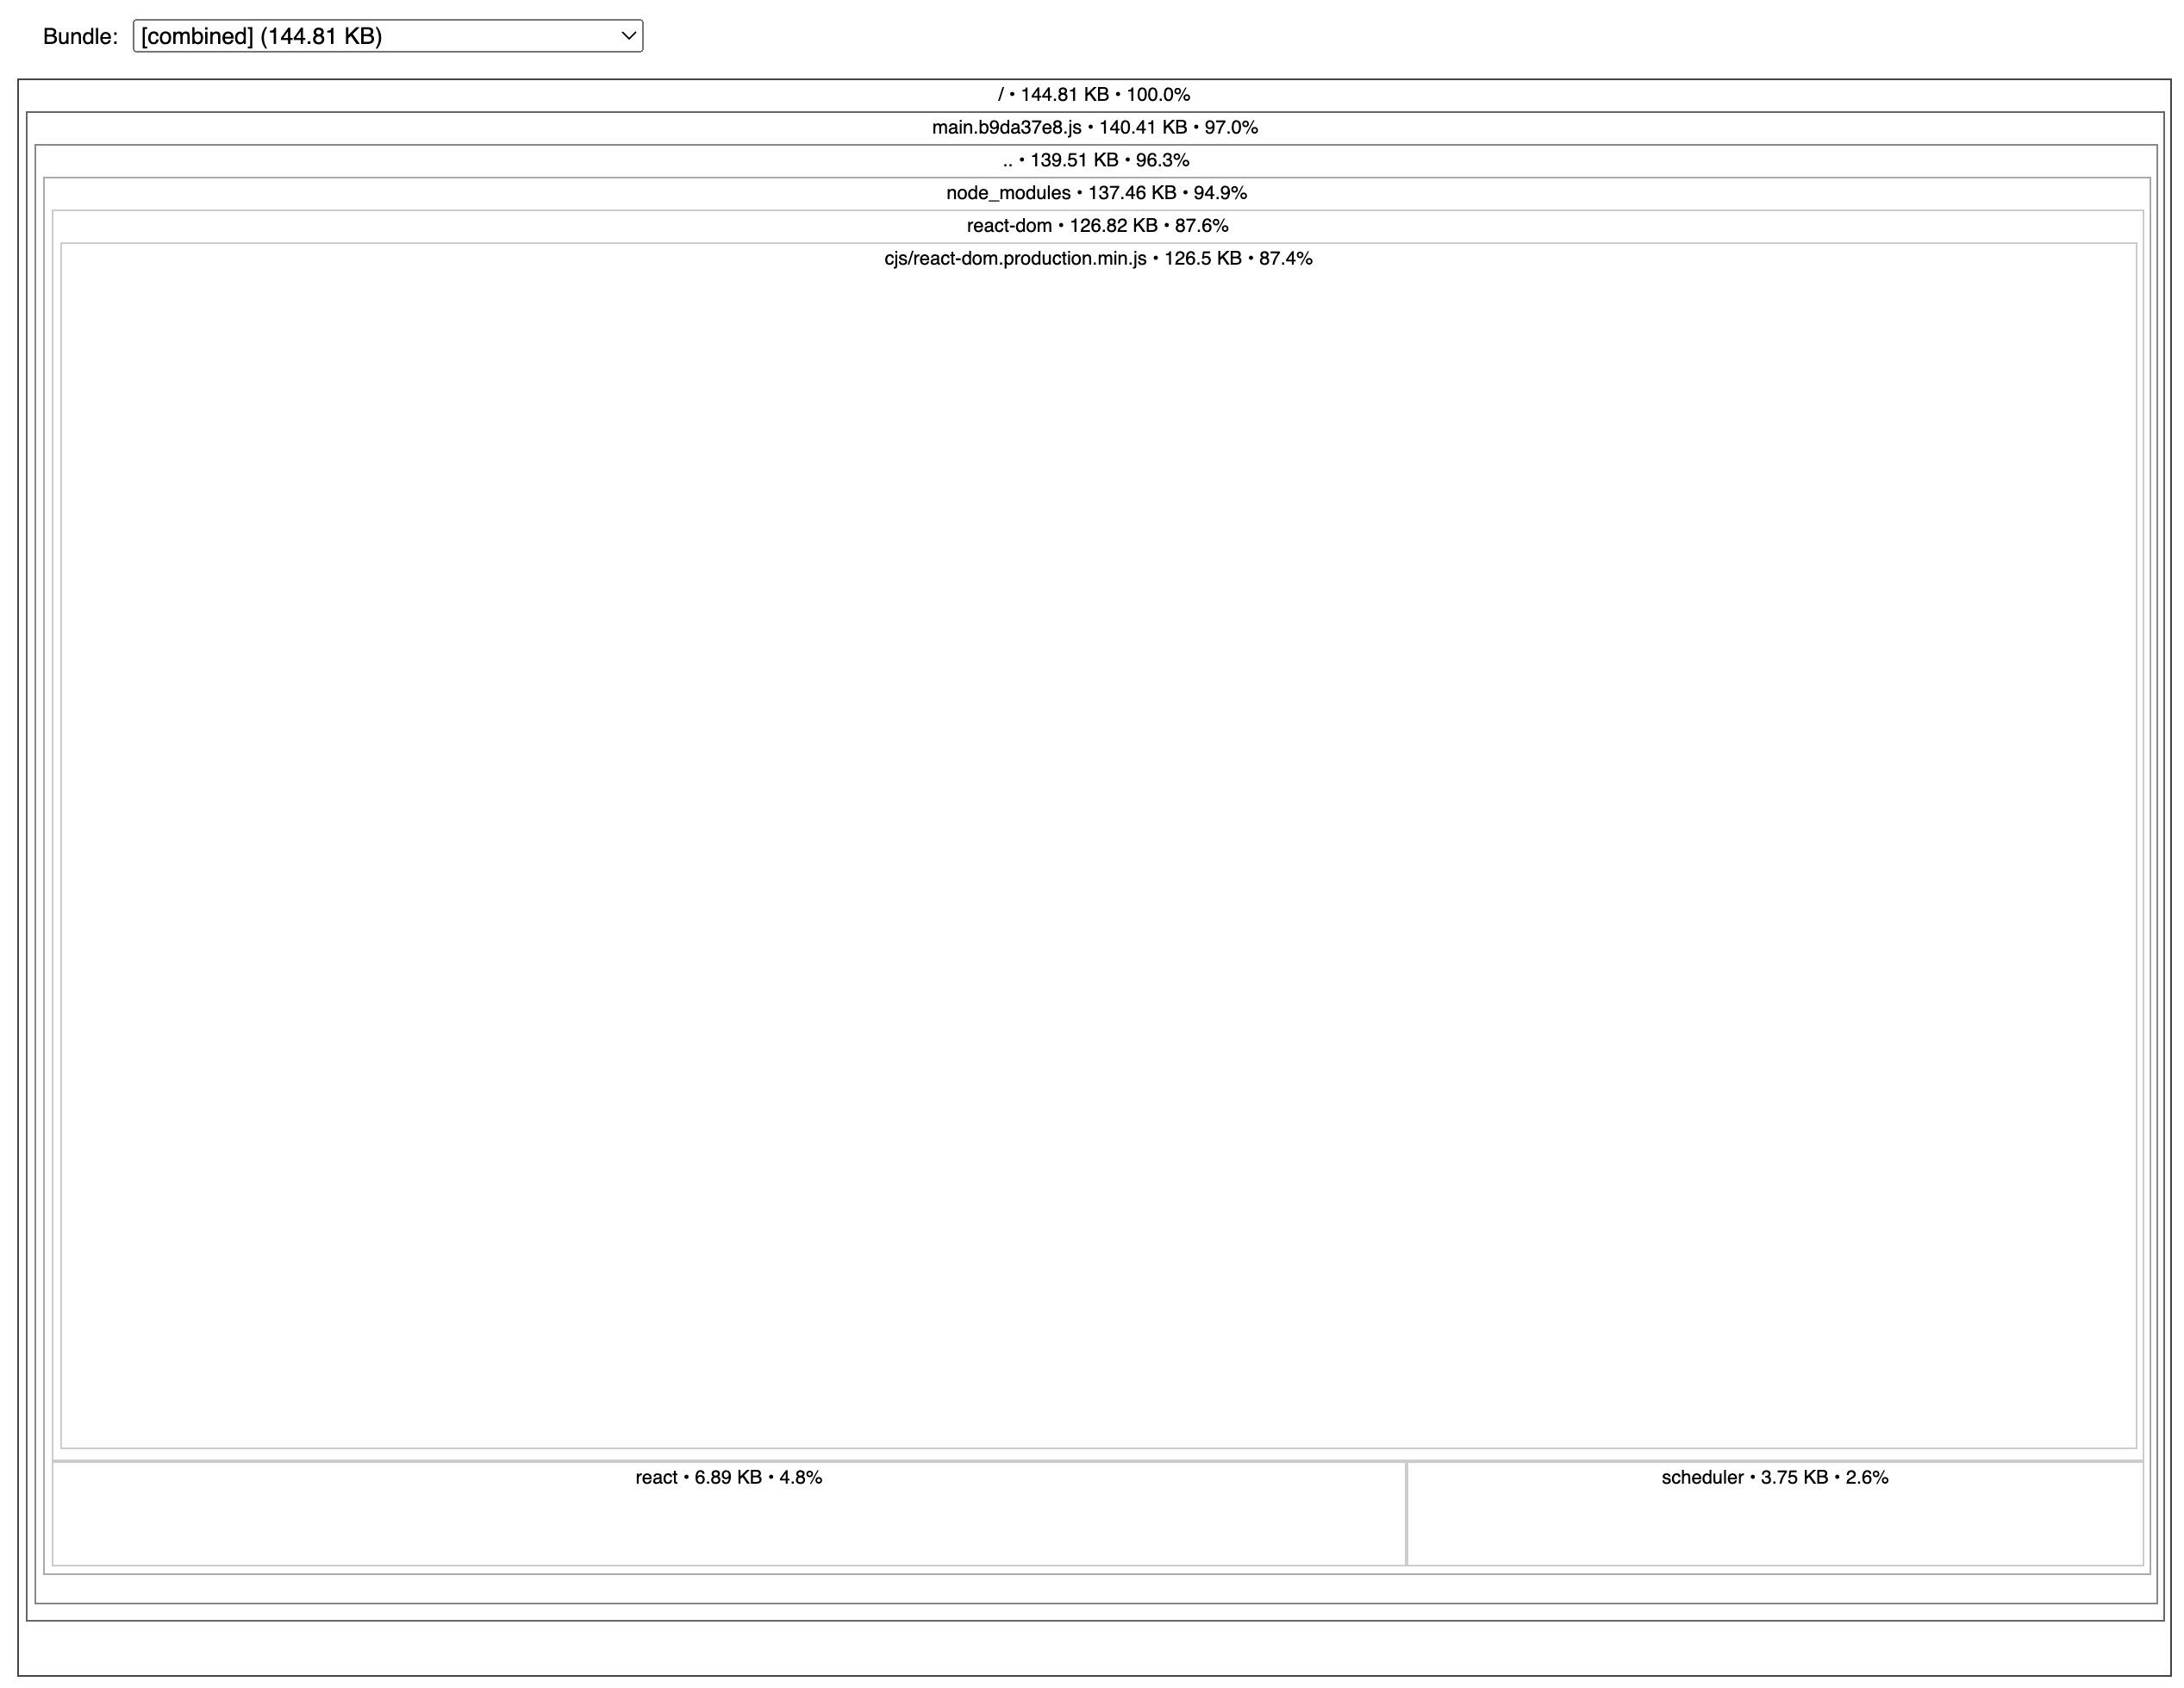 Bundle: [combined] (144.81 KB)
/ • 144.81 KB • 100.0%
main.b9da37e8.js • 140.41 KB • 97.0%
.. • 139.51 KB • 96.3%
node_modules • 137.46 KB • 94.9%
react-dom • 126.82 KB • 87.6%
cjs/react-dom.production.min.js • 126.5 KB • 87.4%
react • 6.89 KB • 4.8%
scheduler • 3.75 KB • 2.6%